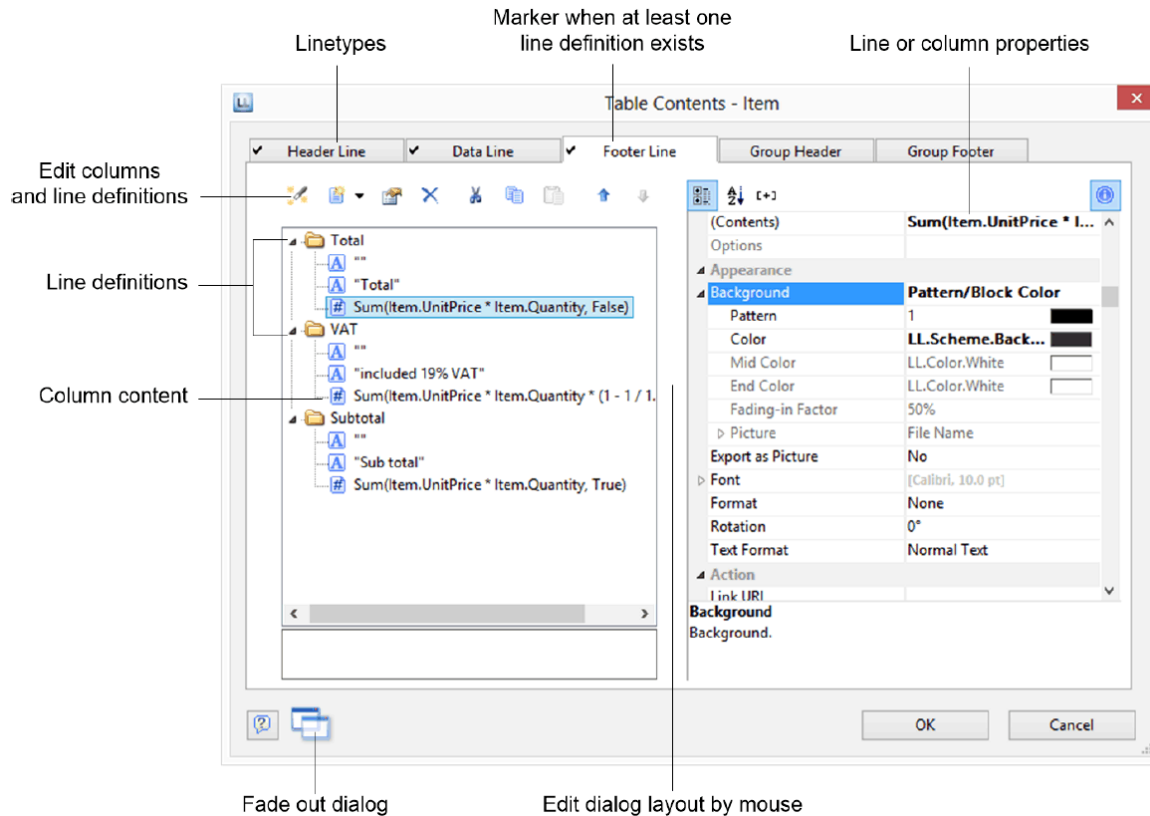 Marker when at least one
line definition exists
Linetypes
Line or column properties
LL
Table Contents - Item
Header Line
Data Line
Footer Line
Group Header
Group Footer
Edit columns
and line definitions
Line definitions
Column content
Total
""
"Total"
Sum(Item.UnitPrice * Item.Quantity, False)
VAT
""
"included 19% VAT"
Sum(Item.UnitPrice * Item.Quantity * (1 - 1 / 1.
Subtotal
""
"Sub total"
Sum(Item.UnitPrice * Item.Quantity, True)
(Contents) Sum(Item.UnitPrice * I...
Options
Appearance
Background Pattern/Block Color
Pattern 1
Color LL.Scheme.Back...
Mid Color LL.Color.White
End Color LL.Color.White
Fading-in Factor 50%
Picture File Name
Export as Picture No
Font [Calibri, 10.0 pt]
Format None
Rotation 0°
Text Format Normal Text
Action
Link URL
Background
Background.
OK
Cancel
Fade out dialog
Edit dialog layout by mouse